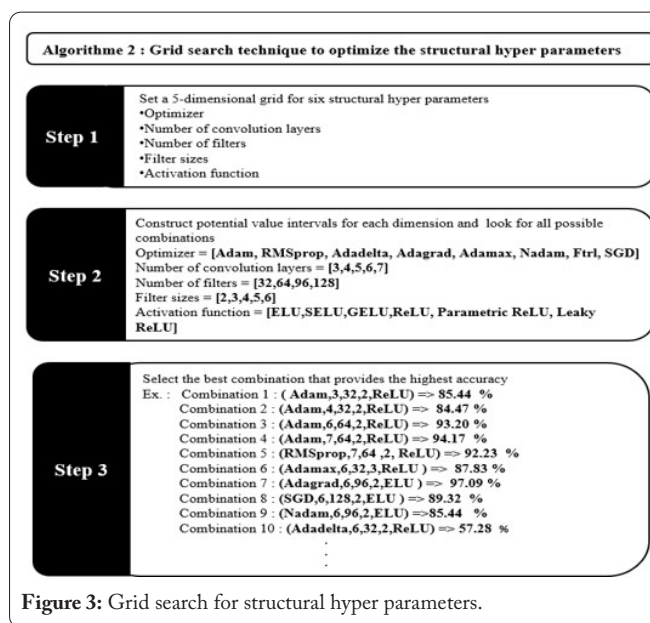 Algorithme 2 : Grid search technique to optimize the structural hyper parameters
Step 1
Set a 5-dimensional grid for six structural hyper parameters
•Optimizer
•Number of convolution layers
•Number of filters
•Filter sizes
•Activation function
Step 2
Construct potential value intervals for each dimension and look for all possible
combinations
Optimizer = [Adam, RMSprop, Adadelta, Adagrad, Adamax, Nadam, Ftrl, SGD]
Number of convolution layers = [3,4,5,6,7]
Number of filters = [32,64,96,128]
Filter sizes = [2,3,4,5,6]
Activation function = [ELU,SELU,GELU,ReLU, Parametric ReLU, Leaky
ReLU]
Step 3
Select the best combination that provides the highest accuracy
Ex. : Combination 1 : ( Adam,3,32,2,ReLU) => 85.44 %
Combination 2 : (Adam,4,32,2,ReLU) => 84.47 %
Combination 3 : (Adam,6,64,2,ReLU) => 93.20 %
Combination 4 : (Adam,7,64,2,ReLU) => 94.17 %
Combination 5 : (RMSprop,7,64 ,2, ReLU) => 92.23 %
Combination 6 : (Adamax,6,32,3,ReLU ) => 87.83 %
Combination 7 : (Adagrad,6,96,2,ELU ) => 97.09 %
Combination 8 : (SGD,6,128,2,ELU ) => 89.32 %
Combination 9 : (Nadam,6,96,2,ELU) =>85.44 %
Combination 10 : (Adadelta,6,32,2,ReLU) => 57.28 %
.
.
.
Figure 3: Grid search for structural hyper parameters.